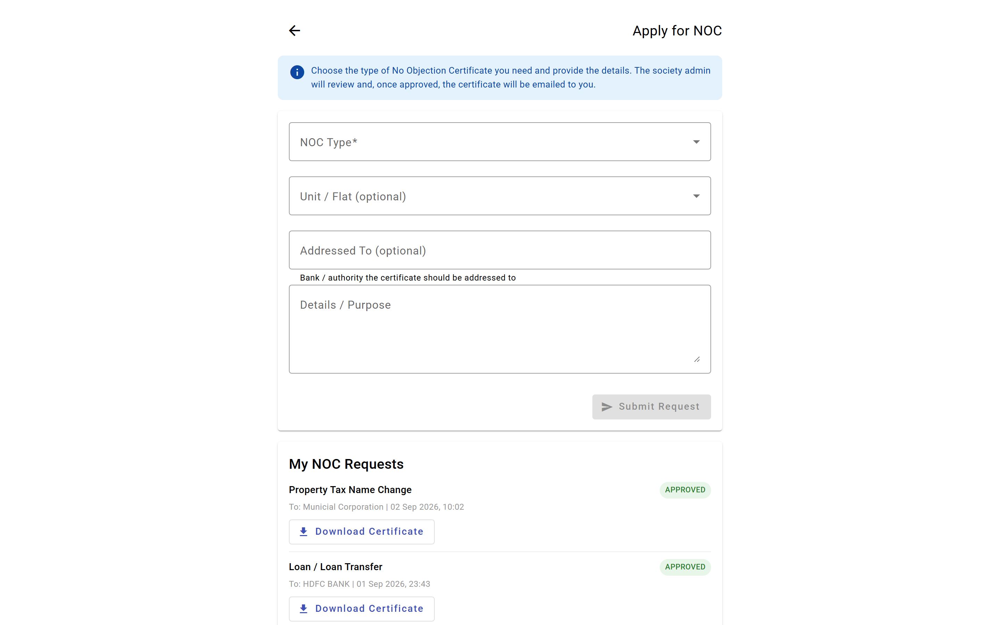 Apply for NOC
Choose the type of No Objection Certificate you need and provide the details. The society admin
will review and, once approved, the certificate will be emailed to you.
NOC Type*
Unit / Flat (optional)
Addressed To (optional)
Bank / authority the certificate should be addressed to
Details / Purpose
Submit Request
My NOC Requests
Property Tax Name Change
APPROVED
To: Municial Corporation | 02 Sep 2026, 10:02
Download Certificate
Loan / Loan Transfer
APPROVED
To: HDFC BANK | 01 Sep 2026, 23:43
Download Certificate